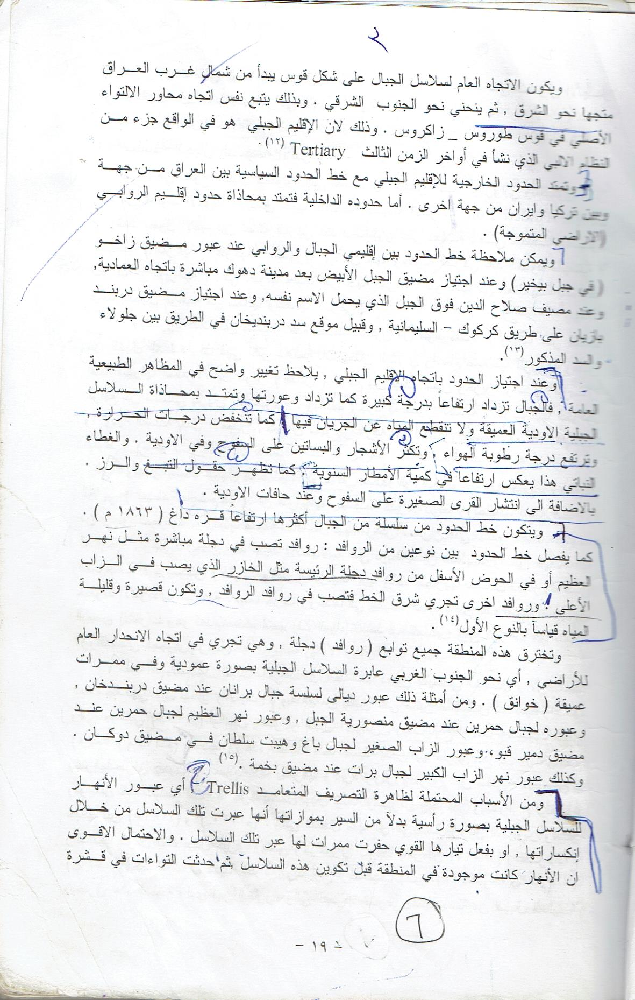 ٢
ويكون الاتجاه العام لسلاسل الجبال على شكل قوس يبدأ من شمال غرب العراق
متجها نحو الشرق , ثم ينحني نحو الجنوب الشرقي . وبذلك يتبع نفس اتجاه محاور الالتواء
الأصلي في قوس طوروس _ زاكروس . وذلك لان الإقليم الجبلي هو في الواقع جزء من
النظام الالبي الذي نشأ في أواخر الزمن الثالث Tertiary (١٢) .
وتمتد الحدود الخارجية للإقليم الجبلي مع خط الحدود السياسية بين العراق من جهة
وبين تركيا وايران من جهة اخرى . أما حدوده الداخلية فتمتد بمحاذاة حدود إقليم الروابي
(الاراضي المتموجة) .
ويمكن ملاحظة خط الحدود بين إقليمي الجبال والروابي عند عبور مضيق زاخو
( في جبل بيخير) وعند اجتياز مضيق الجبل الأبيض بعد مدينة دهوك مباشرة باتجاه العمادية,
وعند مصيف صلاح الدين فوق الجبل الذي يحمل الاسم نفسه, وعند اجتياز مضيق دربند
بازيان على طريق كركوك – السليمانية , وقبيل موقع سد دربنديخان في الطريق بين جلولاء
والسد المذكور(١٣).
وعند اجتياز الحدود باتجاه الاقليم الجبلي , يلاحظ تغيير واضح في المظاهر الطبيعية
العامة , فالجبال تزداد ارتفاعاً بدرجة كبيرة كما تزداد وعورتها وتمتد بمحاذاة السلاسل
الجبلية الاودية العميقة ولا تنقطع المياه عن الجريان فيها . كما تنخفض درجات الحرارة ,
وترتفع درجة رطوبة الهواء , وتكثر الأشجار والبساتين على السفوح وفي الاودية . والغطاء
النباتي هذا يعكس ارتفاعاً في كمية الأمطار السنوية . كما تظهر حقول التبغ والرز .
بالاضافة الى انتشار القرى الصغيرة على السفوح وعند حافات الاودية .
ويتكون خط الحدود من سلسلة من الجبال أكثرها ارتفاعاً قره داغ ( ١٨٦٣ م ) .
كما يفصل خط الحدود بين نوعين من الروافد : روافد تصب في دجلة مباشرة مثل نهر
العظيم أو في الحوض الأسفل من روافد دجلة الرئيسة مثل الخازر الذي يصب في الزاب
الأعلى . وروافد اخرى تجري شرق الخط فتصب في روافد الروافد , وتكون قصيرة وقليلة
المياه قياساً بالنوع الأول(١٤) .
وتخترق هذه المنطقة جميع توابع ( روافد ) دجلة , وهي تجري في اتجاه الانحدار العام
للأراضي , أي نحو الجنوب الغربي عابرة السلاسل الجبلية بصورة عمودية وفي ممرات
عميقة ( خوانق ) . ومن أمثلة ذلك عبور ديالى لسلسة جبال برانان عند مضيق دربندخان ,
وعبوره لجبال حمرين عند مضيق منصورية الجبل , وعبور نهر العظيم لجبال حمرين عند
مضيق دمير قبو,, وعبور الزاب الصغير لجبال باغ وهيبت سلطان في مضيق دوكان .
وكذلك عبور نهر الزاب الكبير لجبال برات عند مضيق بخمة .(١٥)
ومن الأسباب المحتملة لظاهرة التصريف المتعامد Trellis , أي عبور الأنهار
للسلاسل الجبلية بصورة رأسية بدلاً من السير بموازاتها أنها عبرت تلك السلاسل من خلال
إنكساراتها , او بفعل تيارها القوي حفرت ممرات لها عبر تلك السلاسل . والاحتمال الاقوى
ان الأنهار كانت موجودة في المنطقة قبل تكوين هذه السلاسل ,ثم حدثت التواءات في قشرة
٦
- ١٩ -